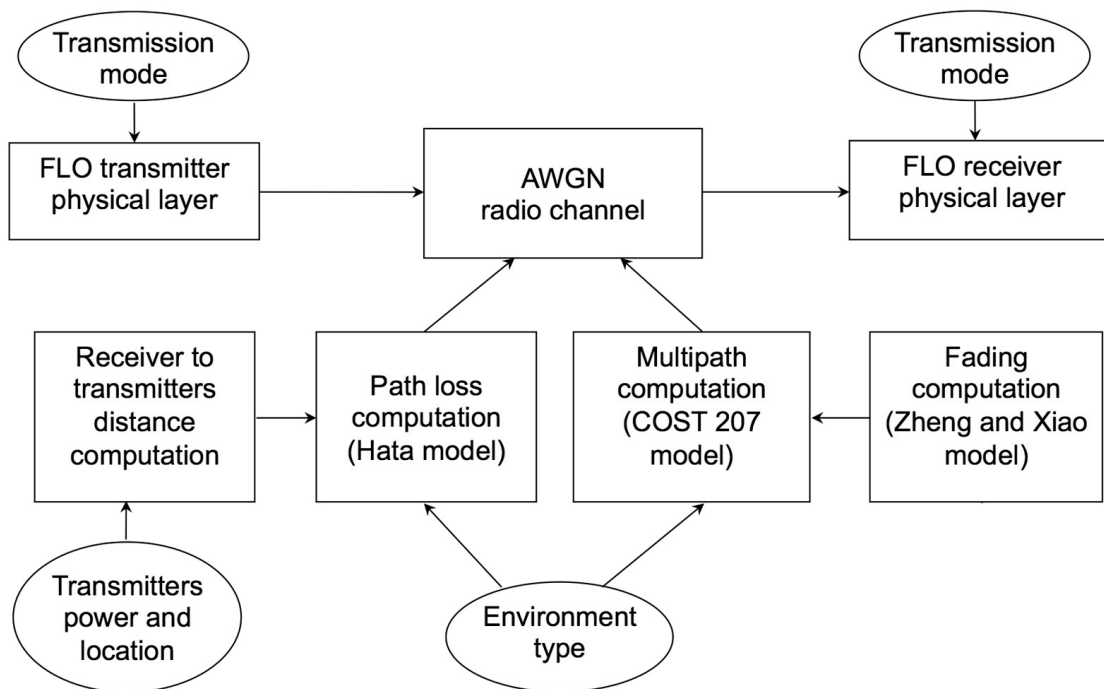 Transmission
mode
Transmission
mode
FLO transmitter
physical layer
AWGN
radio channel
FLO receiver
physical layer
Receiver to
transmitters
distance
computation
Path loss
computation
(Hata model)
Multipath
computation
(COST 207
model)
Fading
computation
(Zheng and Xiao
model)
Transmitters
power and
location
Environment
type